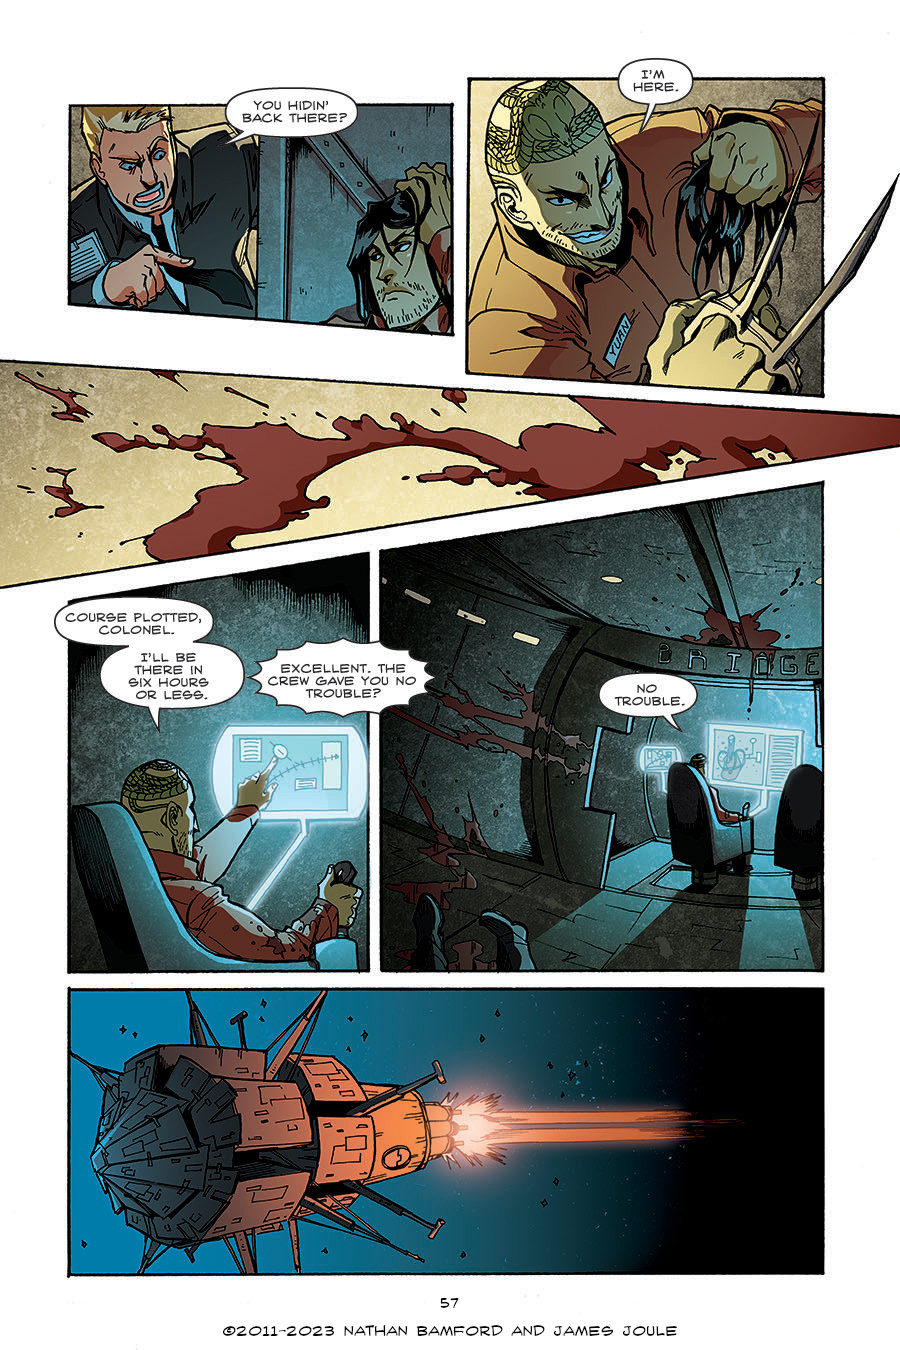 YOU HIDIN'
BACK THERE?
I'M
HERE.
YUAN
COURSE PLOTTED,
COLONEL.
I'LL BE
THERE IN
SIX HOURS
OR LESS.
EXCELLENT. THE
CREW GAVE YOU NO
TROUBLE?
BRIDGE
NO
TROUBLE.
57
©2011-2023 NATHAN BAMFORD AND JAMES JOULE